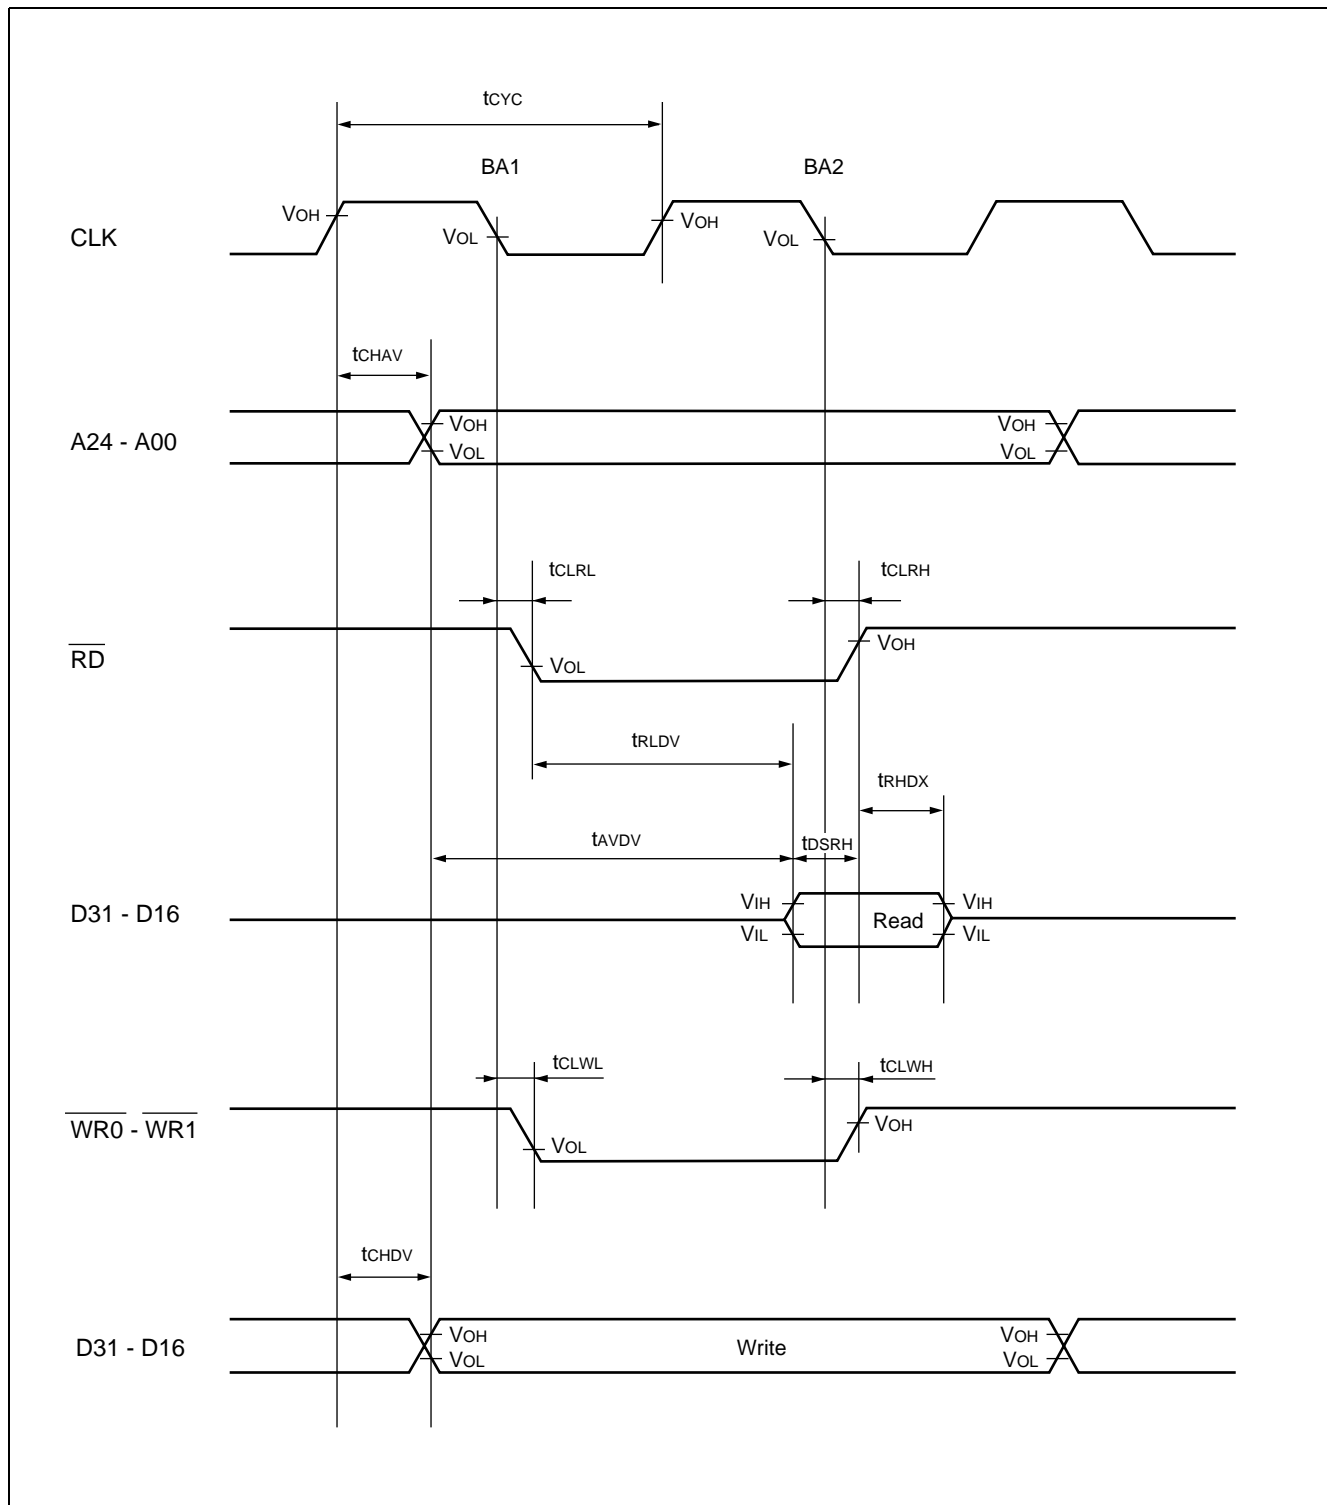 tCYC
BA1 BA2
CLK VOH VOL VOH VOL
tCHAV
A24 - A00 VOH VOL VOH VOL
tCLRL tCLRH
RD VOL VOH
tRLDV
tRHDX
tAVDV tDSRH
D31 - D16 VIH VIL Read VIH VIL
tCLWL tCLWH
WR0 - WR1 VOL VOH
tCHDV
D31 - D16 VOH VOL Write VOH VOL